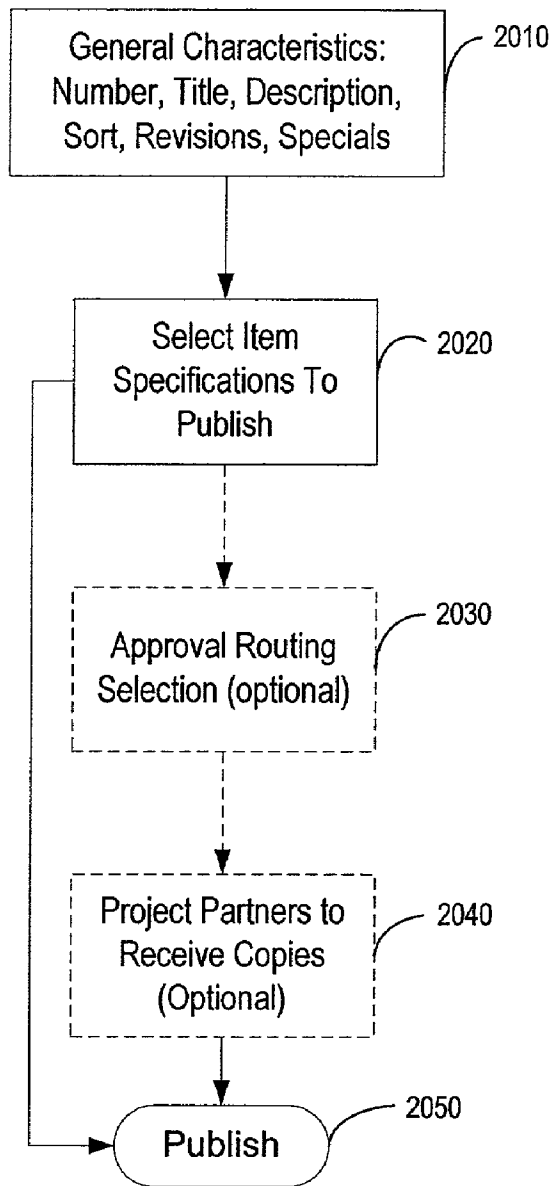 General Characteristics:
Number, Title, Description,
Sort, Revisions, Specials
2010
Select Item
Specifications To
Publish
2020
Approval Routing
Selection (optional)
2030
Project Partners to
Receive Copies
(Optional)
2040
Publish
2050